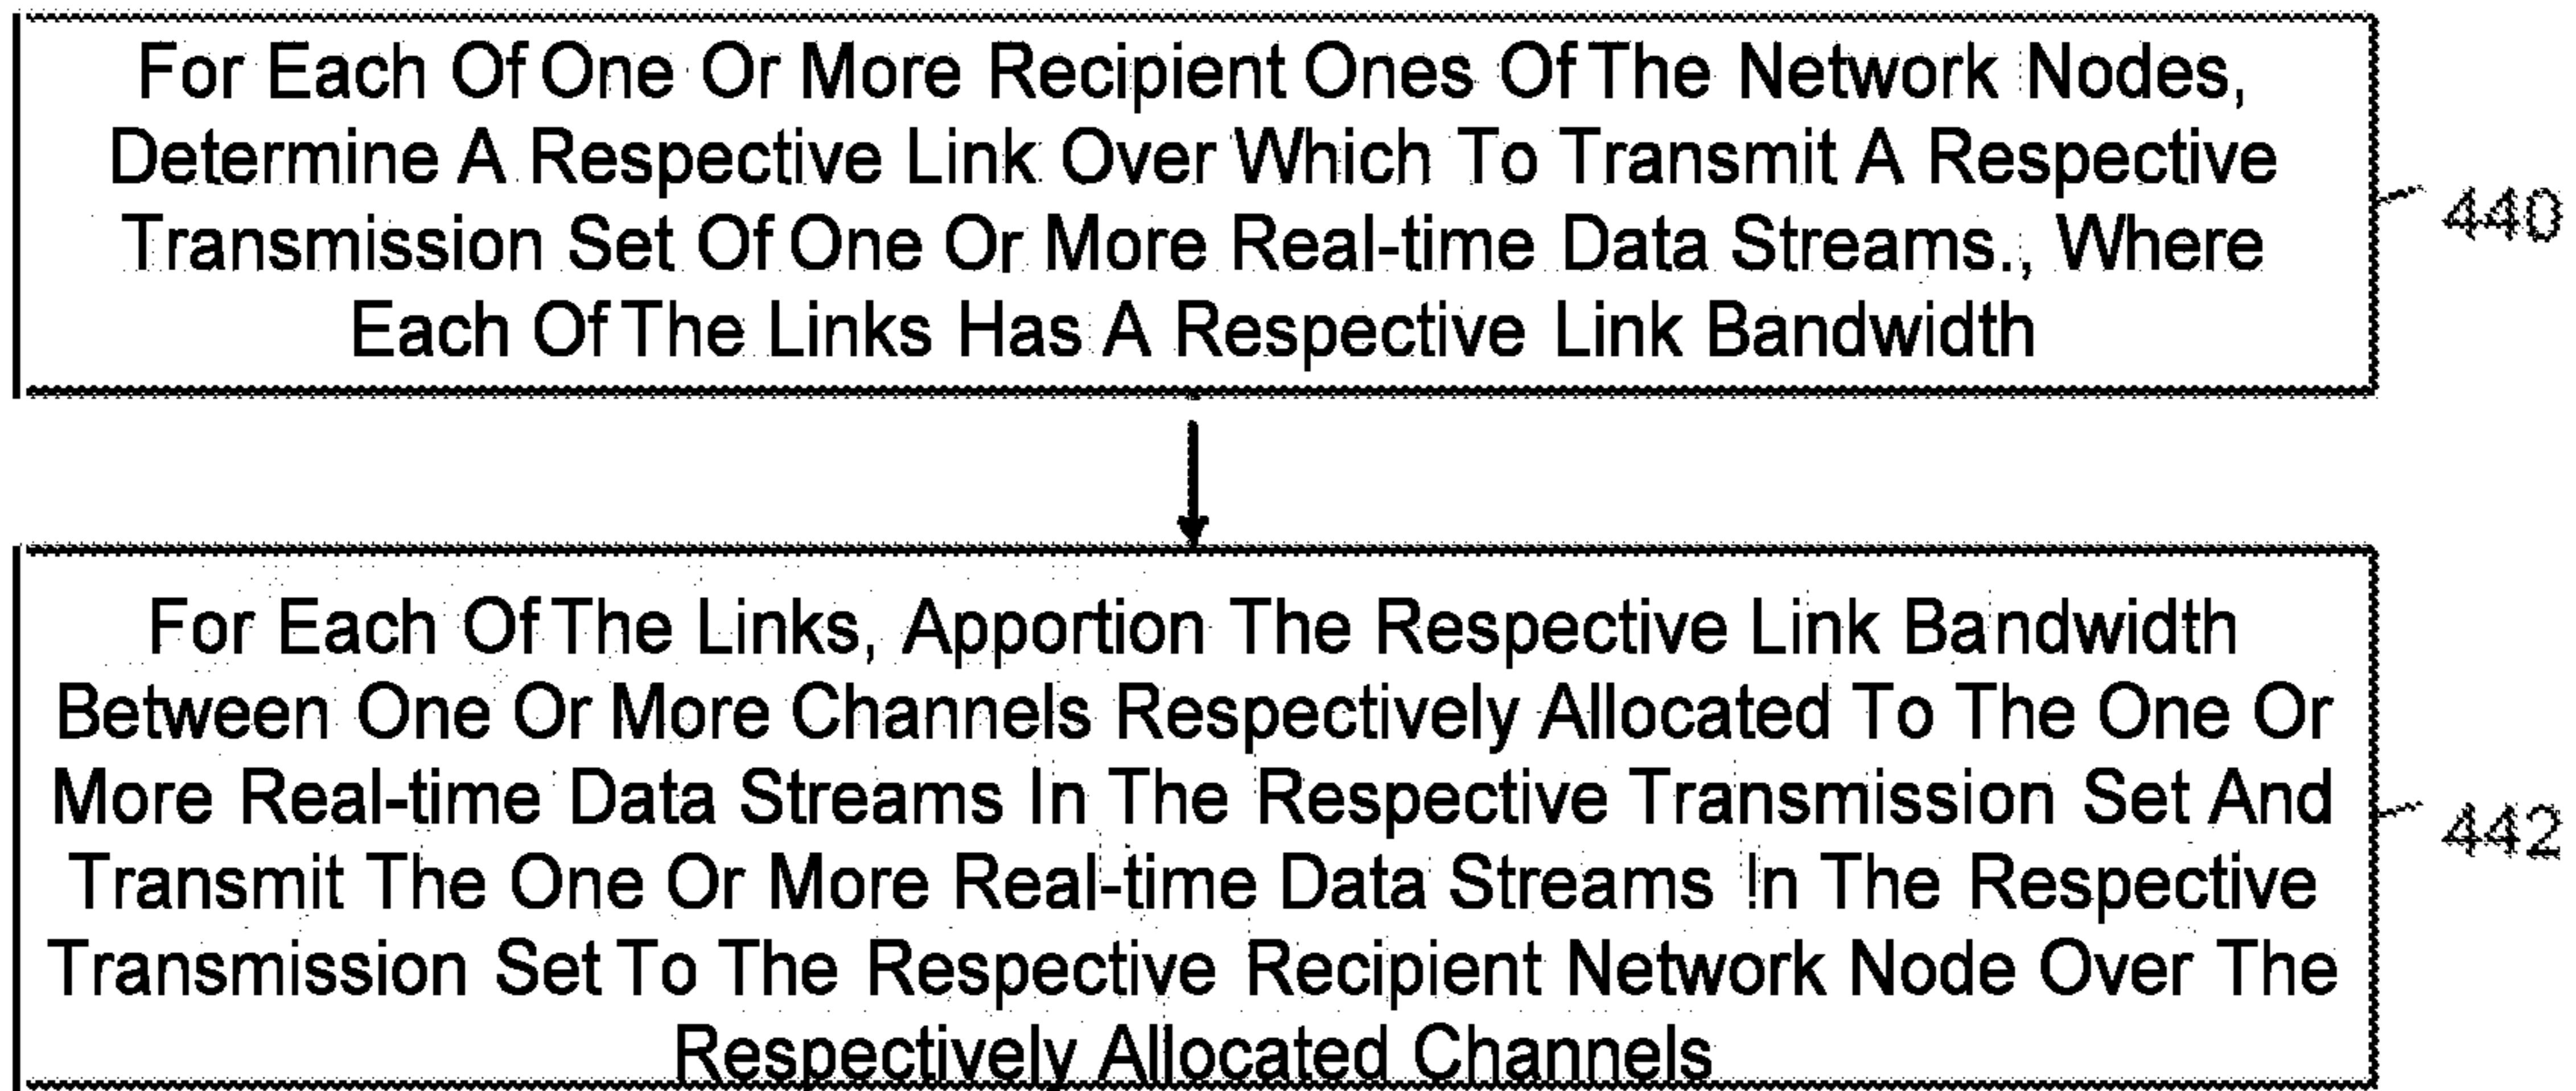 For Each Of One Or More Recipient Ones Of The Network Nodes,
Determine A Respective Link Over Which To Transmit A Respective
Transmission Set Of One Or More Real-time Data Streams., Where
Each Of The Links Has A Respective Link Bandwidth
440
For Each Of The Links, Apportion The Respective Link Bandwidth
Between One Or More Channels Respectively Allocated To The One Or
More Real-time Data Streams In The Respective Transmission Set And
Transmit The One Or More Real-time Data Streams In The Respective
Transmission Set To The Respective Recipient Network Node Over The
Respectively Allocated Channels
442